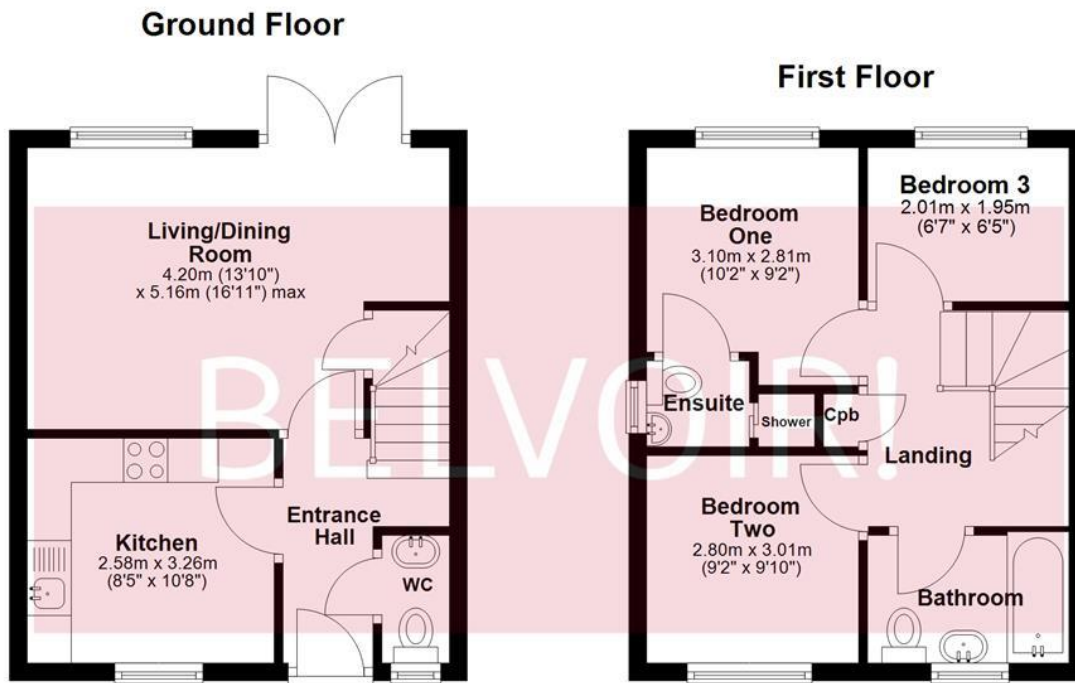 Ground Floor
First Floor
Living/Dining
Room
4.20m (13'10")
x 5.16m (16'11") max
Kitchen
2.58m x 3.26m
(8'5" x 10'8")
Entrance
Hall
WC
Bedroom
One
3.10m x 2.81m
(10'2" x 9'2")
Bedroom 3
2.01m x 1.95m
(6'7" x 6'5")
Ensuite
Shower
Cpb
Landing
Bedroom
Two
2.80m x 3.01m
(9'2" x 9'10")
Bathroom
BELVOIR!